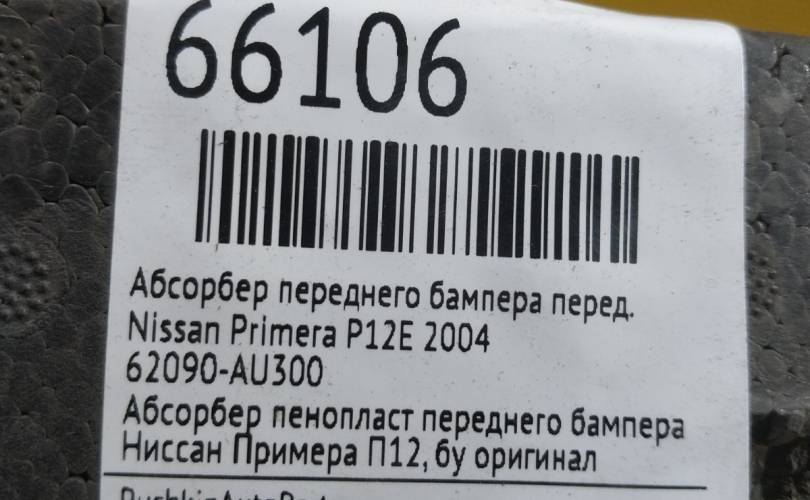 66106
Абсорбер переднего бампера перед.
Nissan Primera P12E 2004
62090-AU300
Абсорбер пенопласт переднего бампера
Ниссан Примера П12, бу оригинал